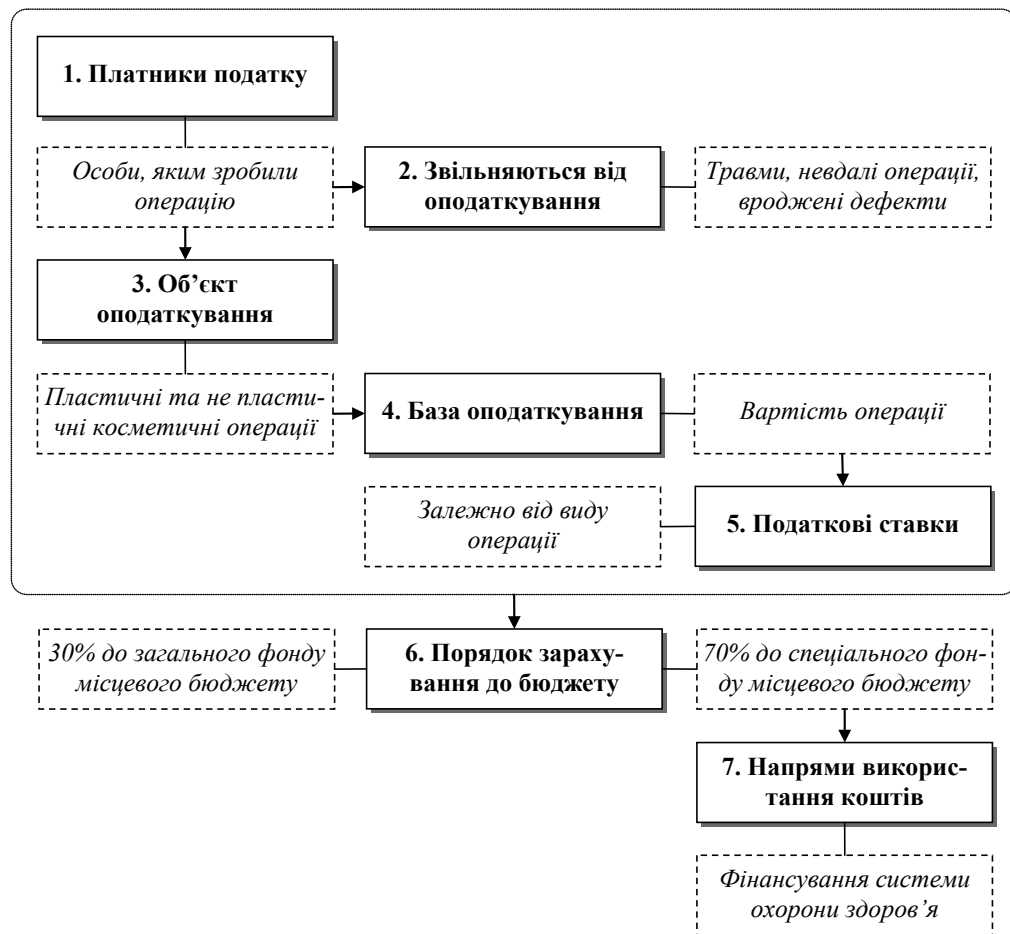 1. Платники податку
Особи, яким зробили
операцію
2. Звільняються від
оподаткування
Травми, невдалі операції,
вроджені дефекти
3. Об’єкт
оподаткування
Пластичні та не пласти-
чні косметичні операції
4. База оподаткування
Вартість операції
Залежно від виду
операції
5. Податкові ставки
30% до загального фонду
місцевого бюджету
6. Порядок зараху-
вання до бюджету
70% до спеціального фон-
ду місцевого бюджету
7. Напрями викорис-
тання коштів
Фінансування системи
охорони здоров’я